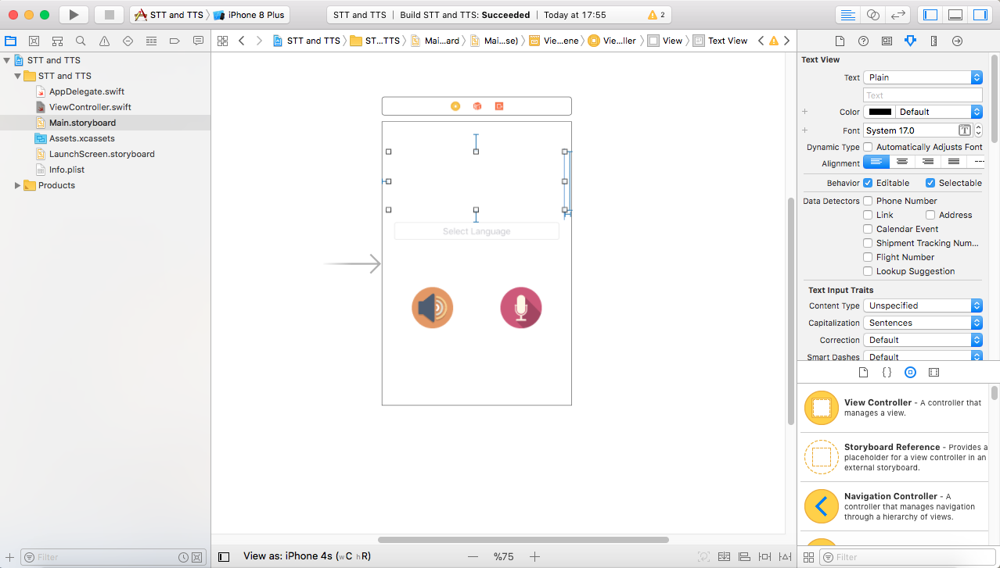 STT and TTS
iPhone 8 Plus
STT and TTS | Build STT and TTS: Succeeded | Today at 17:55
2
STT and TTS
ST...TTS
Mai...ard
Mai...se)
Vie...ene
Vie...ller
View
Text View
STT and TTS
STT and TTS
AppDelegate.swift
ViewController.swift
Main.storyboard
Assets.xcassets
LaunchScreen.storyboard
Info.plist
Products
Filter
Select Language
View as: iPhone 4s (wC hR)
%75
Text View
Text Plain
Text
Color Default
Font System 17.0
Dynamic Type Automatically Adjusts Font
Alignment
Behavior Editable Selectable
Data Detectors Phone Number
Link Address
Calendar Event
Shipment Tracking Num...
Flight Number
Lookup Suggestion
Text Input Traits
Content Type Unspecified
Capitalization Sentences
Correction Default
Smart Dashes Default
View Controller - A controller that
manages a view.
Storyboard Reference - Provides a
placeholder for a view controller in an
external storyboard.
Navigation Controller - A
controller that manages navigation
through a hierarchy of views.
Filter